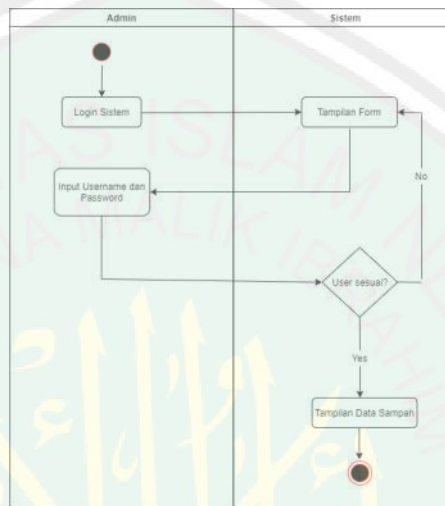 Admin
Sistem
Login Sistem
Tampilan Form
Input Username dan
Password
No
User sesuai?
Yes
Tampilan Data Sampah